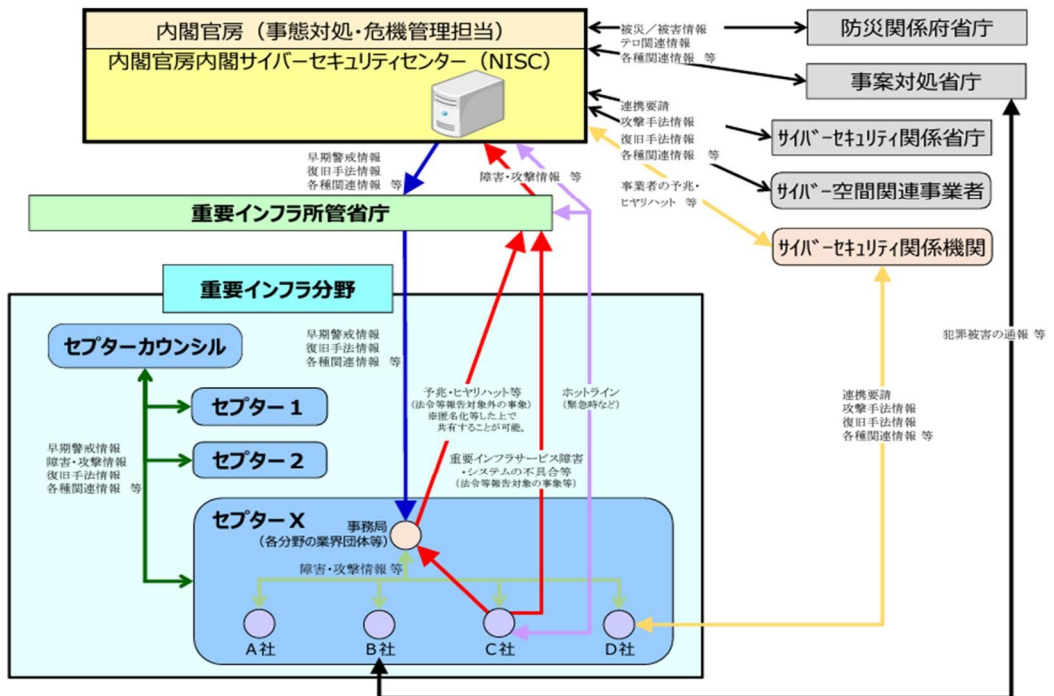 内閣官房（事態対処・危機管理担当）
内閣官房内閣サイバーセキュリティセンター（NISC）
被災／被害情報
テロ関連情報
各種関連情報 等
防災関係府省庁
事案対処省庁
連携要請
攻撃手法情報
復旧手法情報
各種関連情報 等
サイバーセキュリティ関係省庁
サイバー空間関連事業者
事業者の予兆・
ヒヤリハット 等
サイバーセキュリティ関係機関
早期警戒情報
復旧手法情報
各種関連情報 等
障害・攻撃情報 等
重要インフラ所管省庁
重要インフラ分野
セプターカウンシル
早期警戒情報
復旧手法情報
各種関連情報 等
犯罪被害の通報 等
セプター１
セプター２
予兆・ヒヤリハット等
（法令等報告対象外の事象）
※匿名化等した上で
共有することが可能。
ホットライン
（緊急時など）
連携要請
攻撃手法情報
復旧手法情報
各種関連情報 等
早期警戒情報
障害・攻撃情報
復旧手法情報
各種関連情報 等
重要インフラサービス障害
・システムの不具合等
（法令等報告対象の事象等）
セプターＸ
事務局
（各分野の業界団体等）
障害・攻撃情報 等
Ａ社
Ｂ社
Ｃ社
Ｄ社